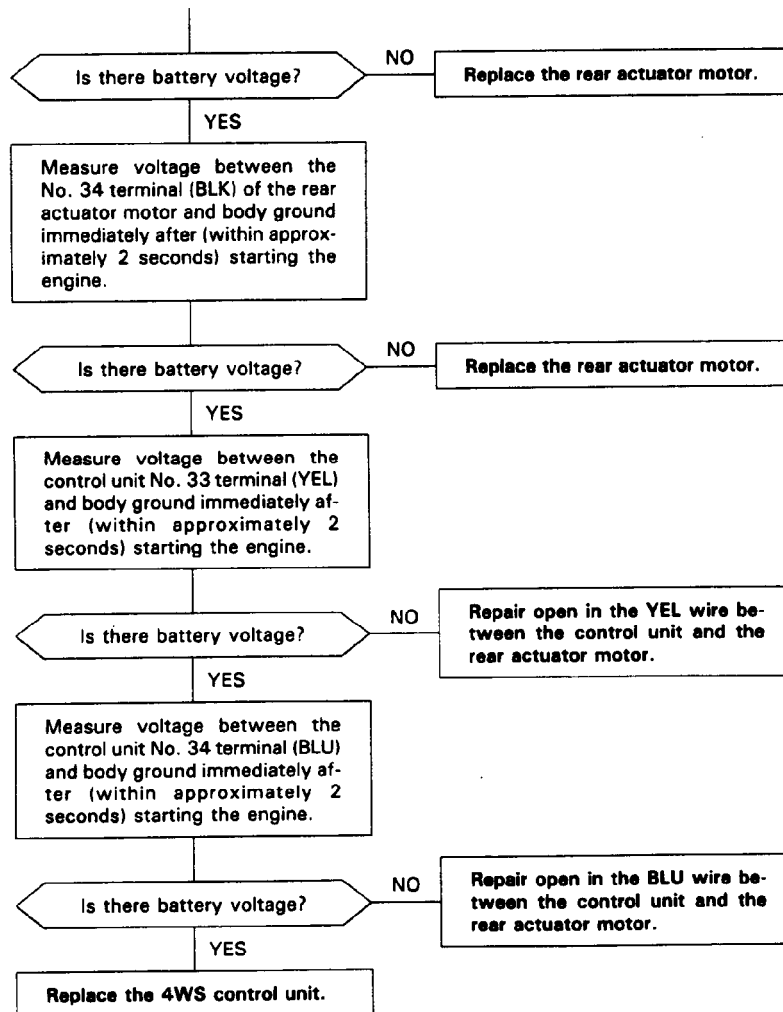 Is there battery voltage?
NO
Replace the rear actuator motor.
YES
Measure voltage between the
No. 34 terminal (BLK) of the rear
actuator motor and body ground
immediately after (within approx-
imately 2 seconds) starting the
engine.
Is there battery voltage?
NO
Replace the rear actuator motor.
YES
Measure voltage between the
control unit No. 33 terminal (YEL)
and body ground immediately af-
ter (within approximately 2
seconds) starting the engine.
Is there battery voltage?
NO
Repair open in the YEL wire be-
tween the control unit and the
rear actuator motor.
YES
Measure voltage between the
control unit No. 34 terminal (BLU)
and body ground immediately af-
ter (within approximately 2
seconds) starting the engine.
Is there battery voltage?
NO
Repair open in the BLU wire be-
tween the control unit and the
rear actuator motor.
YES
Replace the 4WS control unit.